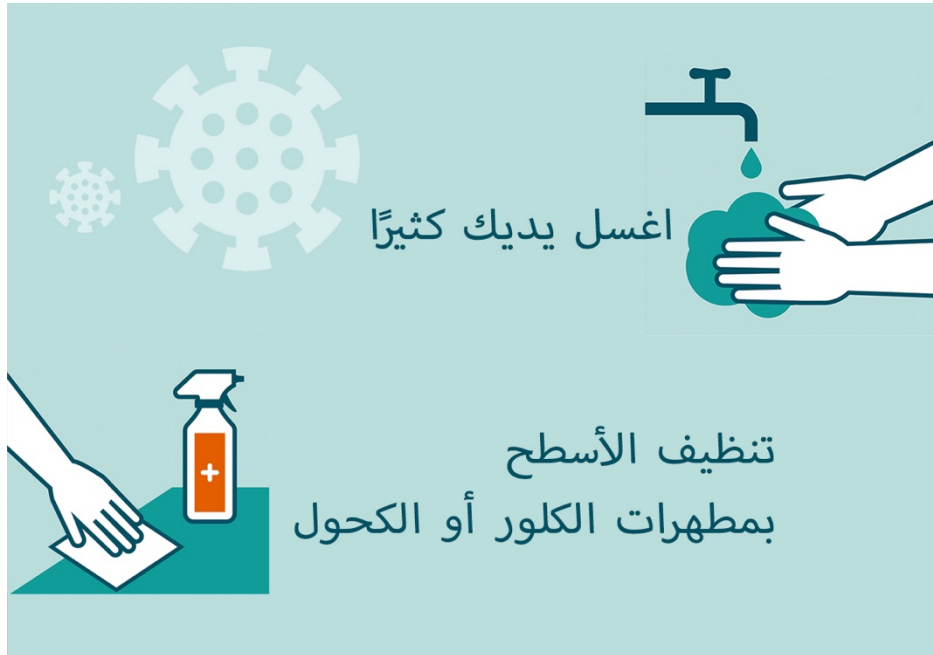 اغسل يديك كثيرًا
تنظيف الأسطح
بمطهرات الكلور أو الكحول